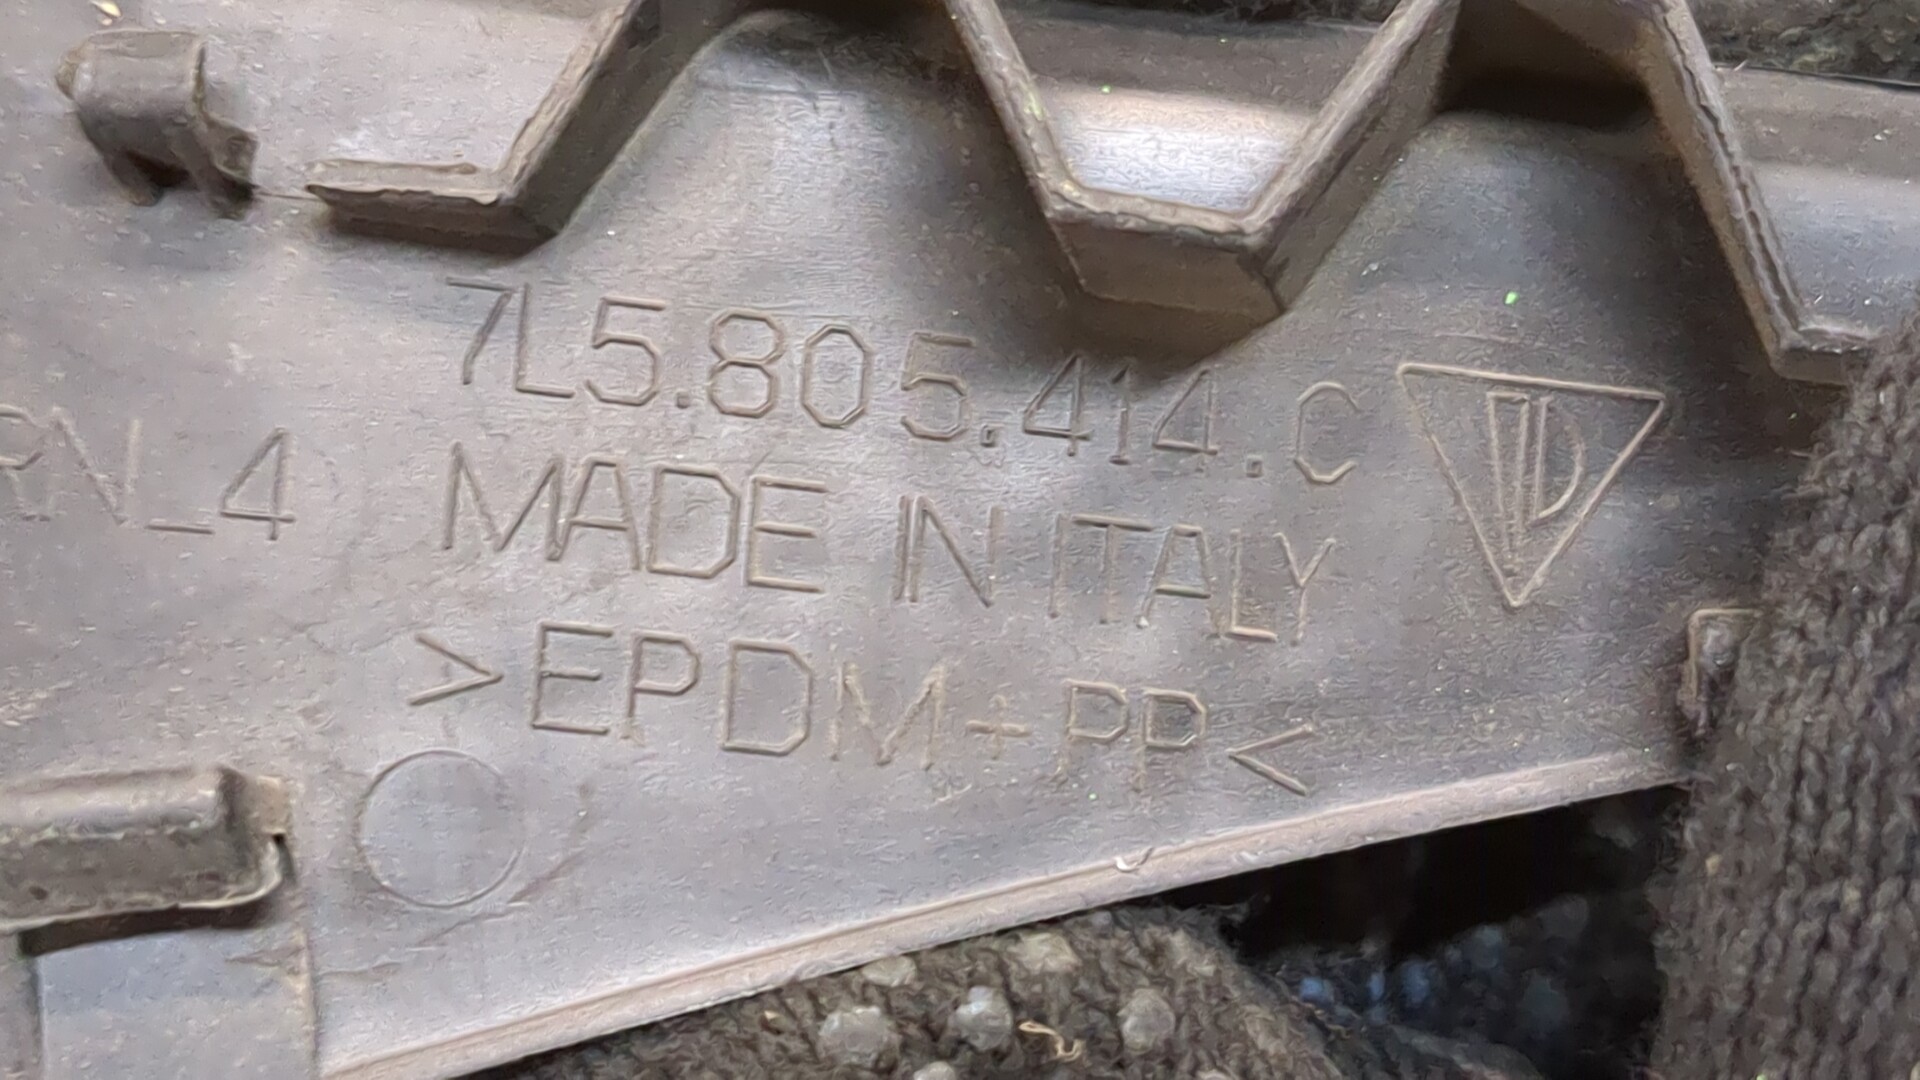 7L5.805.414.C
RN_4
MADE IN ITALY
>EPDM+PP<